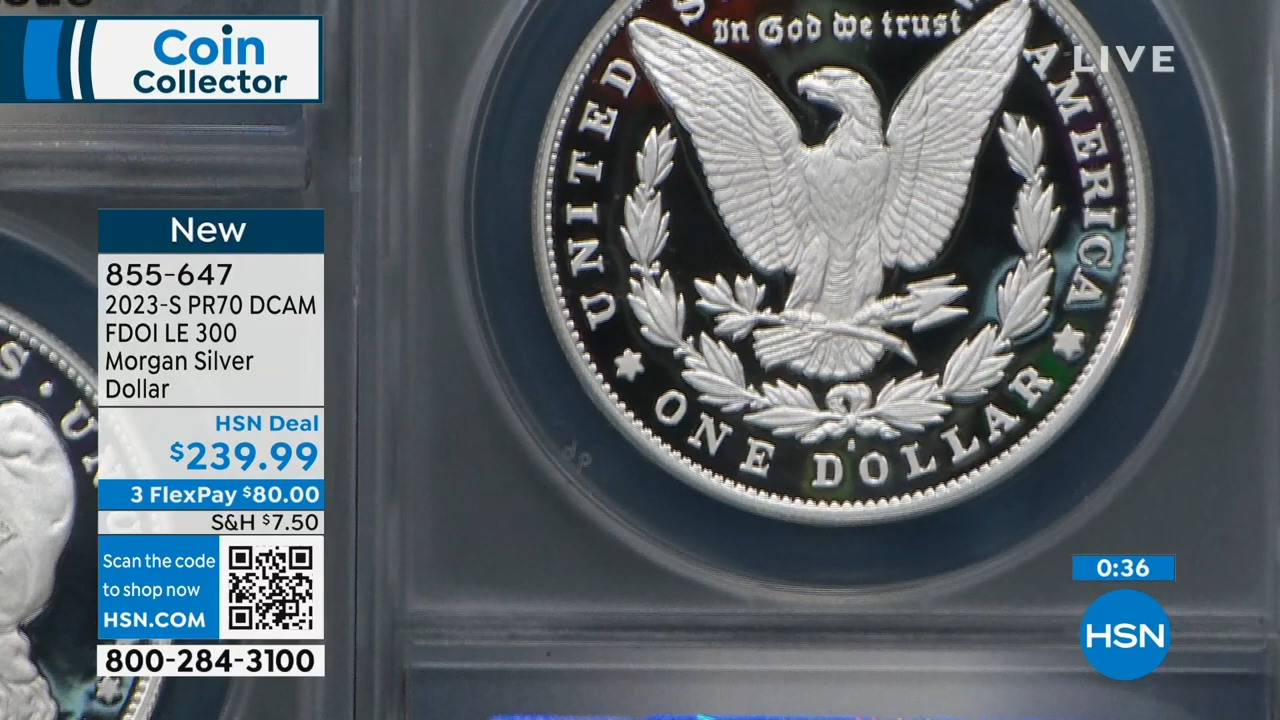 Coin
Collector
In God we trust
LIVE
UNITED S
AMERICA
ONE DOLLAR
New
855-647
2023-S PR70 DCAM
FDOI LE 300
Morgan Silver
Dollar
HSN Deal
$239.99
3 FlexPay $80.00
S&H $7.50
Scan the code
to shop now
HSN.COM
800-284-3100
S · U
0:36
HSN